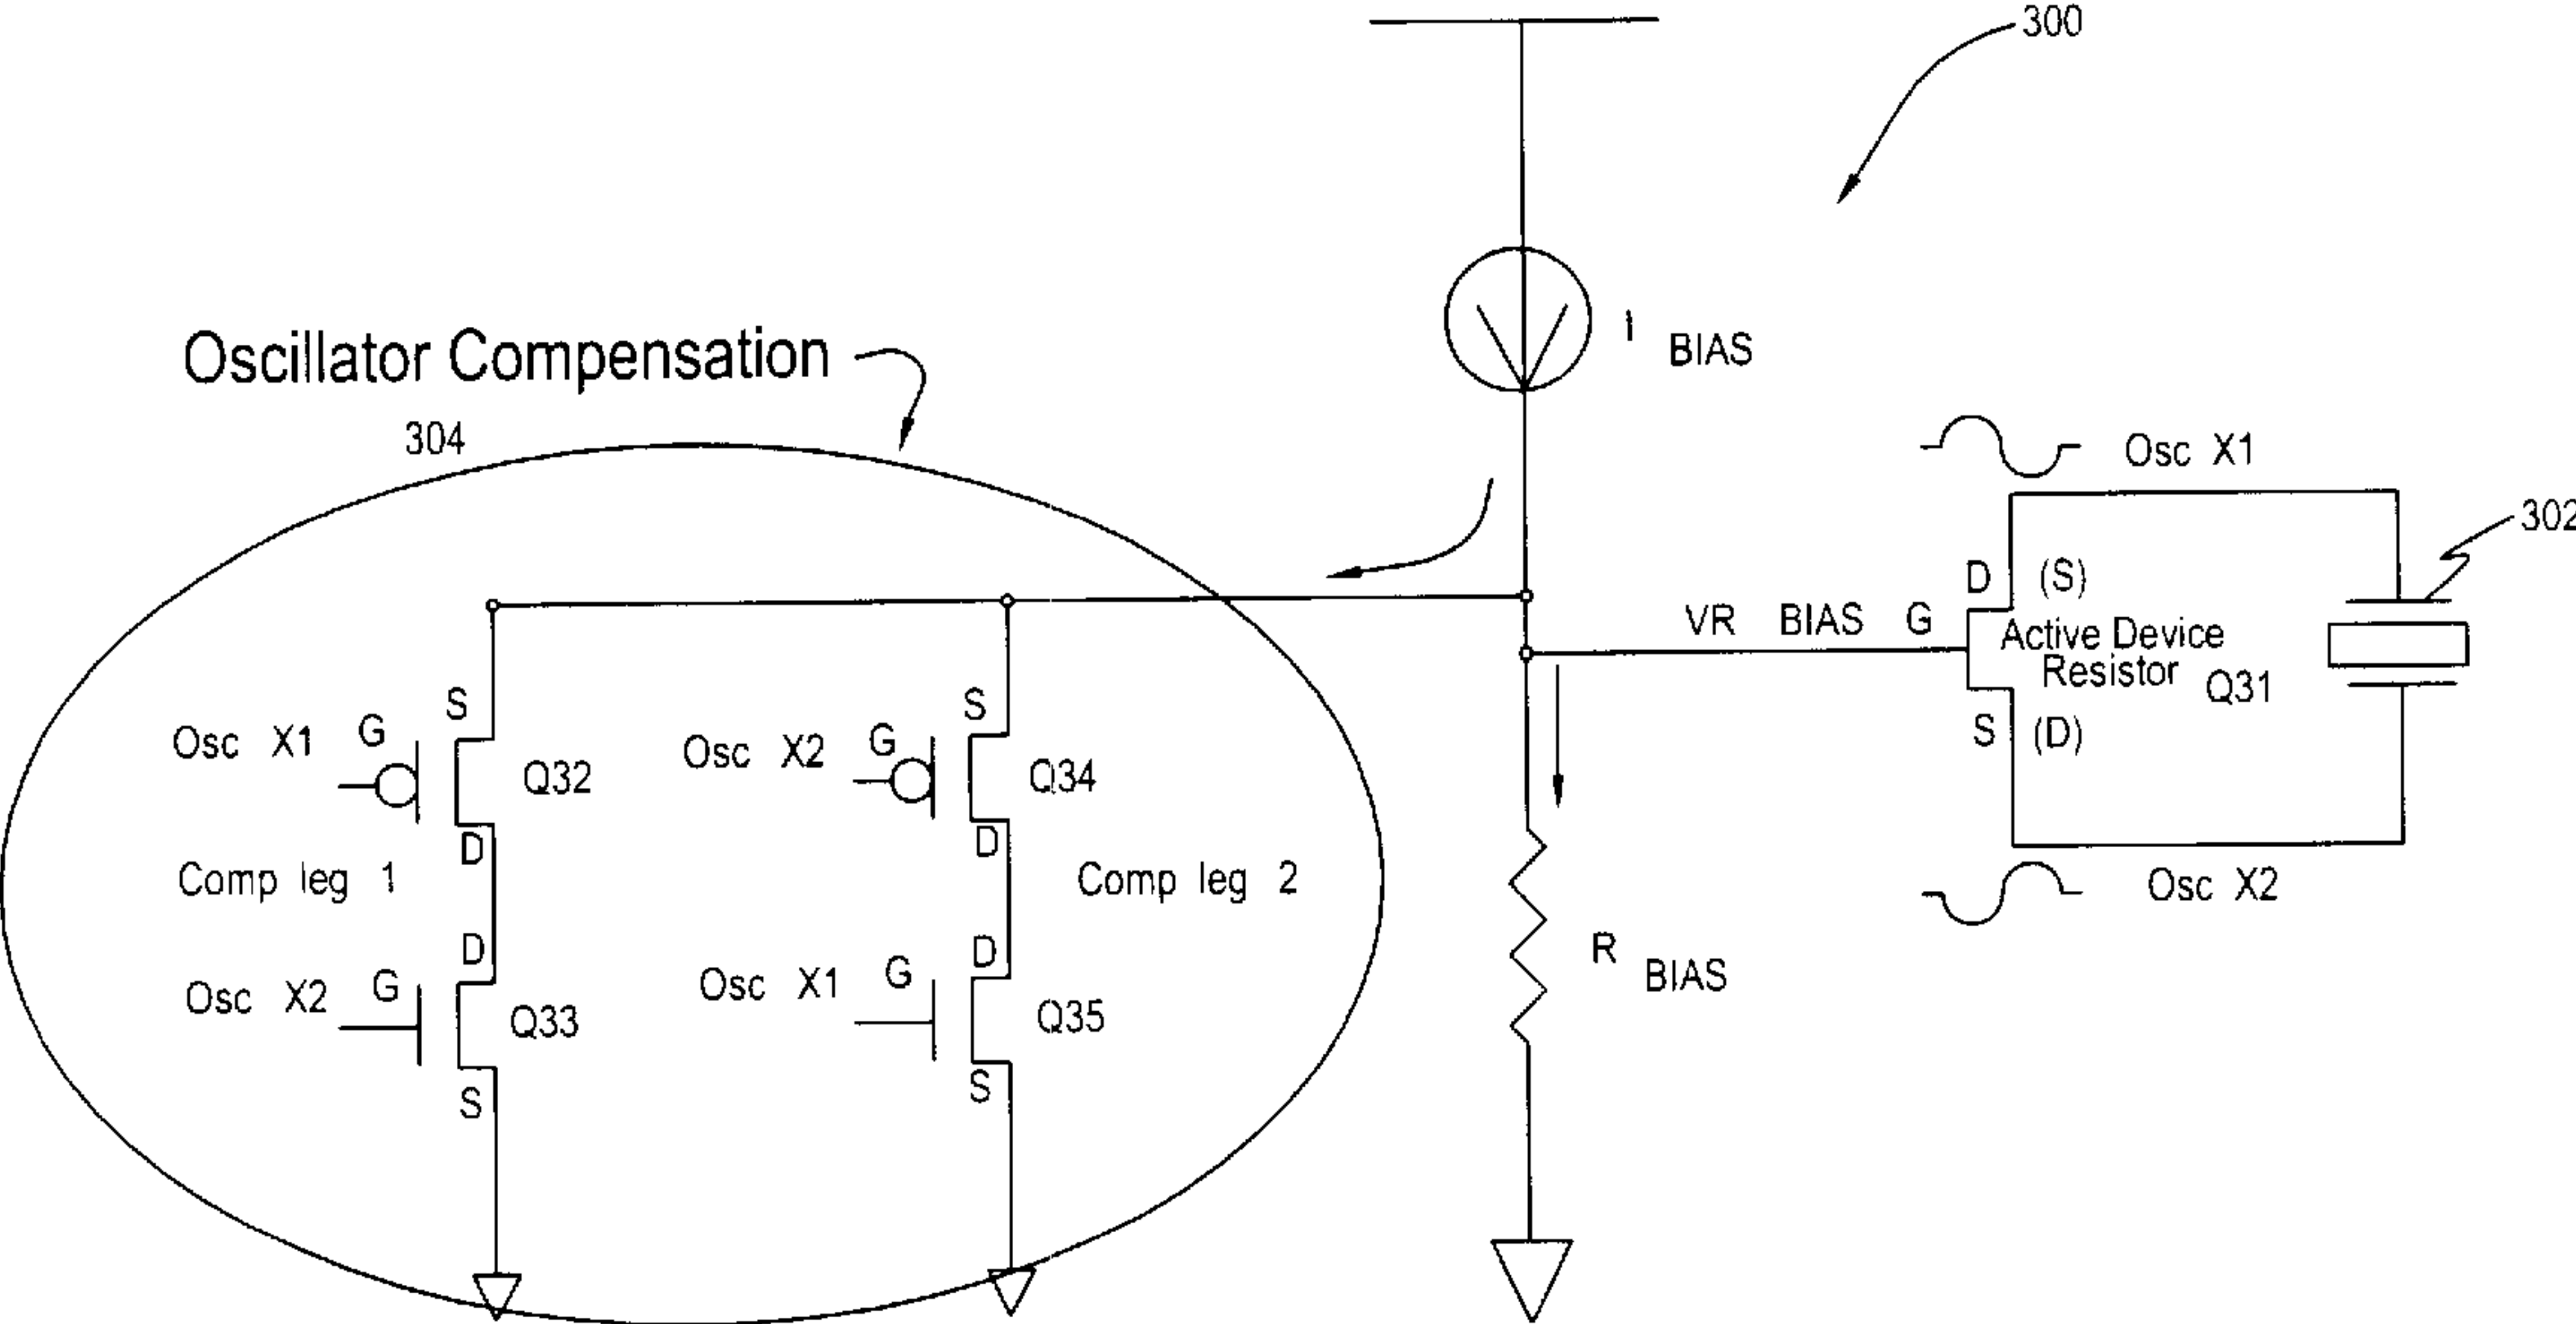 300
I BIAS
Oscillator Compensation
304
Osc X1
302
D (S)
VR BIAS G
Active Device
Resistor Q31
S (D)
Osc X2
S
Osc X1 G
Q32
D
Comp leg 1
D
Osc X2 G
Q33
S
S
Osc X2 G
Q34
D
Comp leg 2
D
Osc X1 G
Q35
S
R BIAS